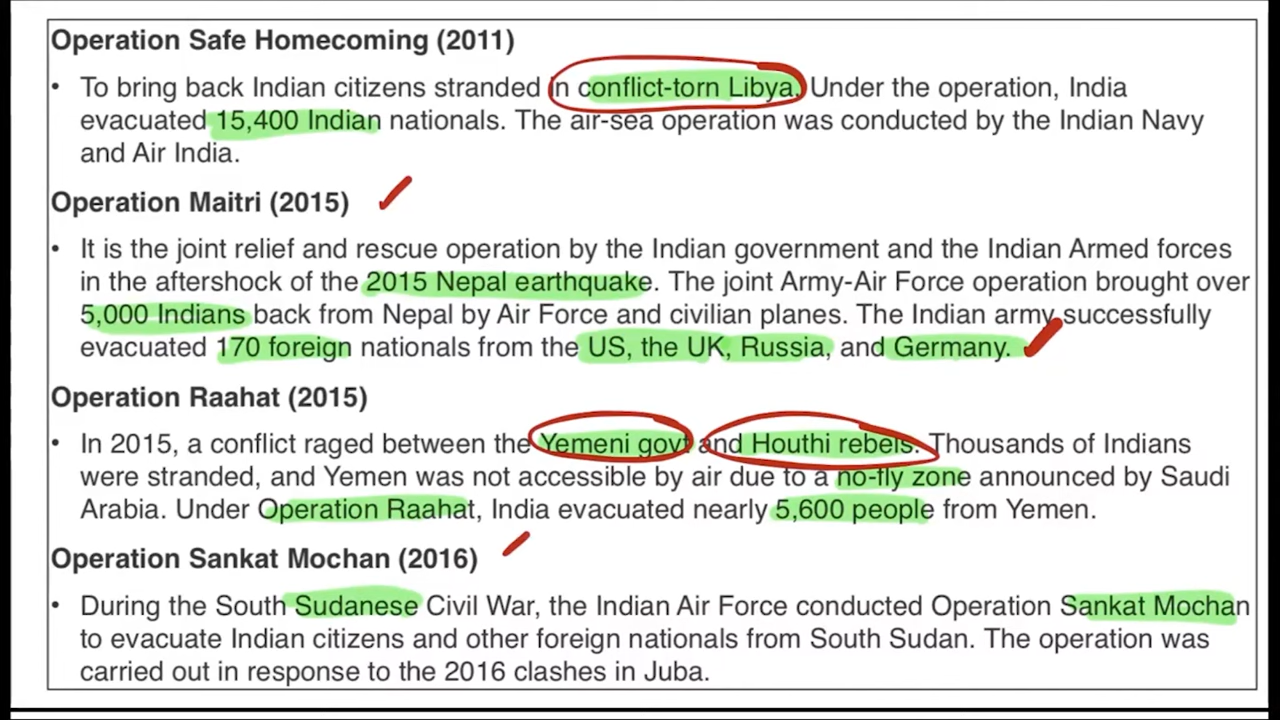 Operation Safe Homecoming (2011)
• To bring back Indian citizens stranded in conflict-torn Libya. Under the operation, India
evacuated 15,400 Indian nationals. The air-sea operation was conducted by the Indian Navy
and Air India.
Operation Maitri (2015)
• It is the joint relief and rescue operation by the Indian government and the Indian Armed forces
in the aftershock of the 2015 Nepal earthquake. The joint Army-Air Force operation brought over
5,000 Indians back from Nepal by Air Force and civilian planes. The Indian army successfully
evacuated 170 foreign nationals from the US, the UK, Russia, and Germany.
Operation Raahat (2015)
• In 2015, a conflict raged between the Yemeni govt and Houthi rebels. Thousands of Indians
were stranded, and Yemen was not accessible by air due to a no-fly zone announced by Saudi
Arabia. Under Operation Raahat, India evacuated nearly 5,600 people from Yemen.
Operation Sankat Mochan (2016)
• During the South Sudanese Civil War, the Indian Air Force conducted Operation Sankat Mochan
to evacuate Indian citizens and other foreign nationals from South Sudan. The operation was
carried out in response to the 2016 clashes in Juba.